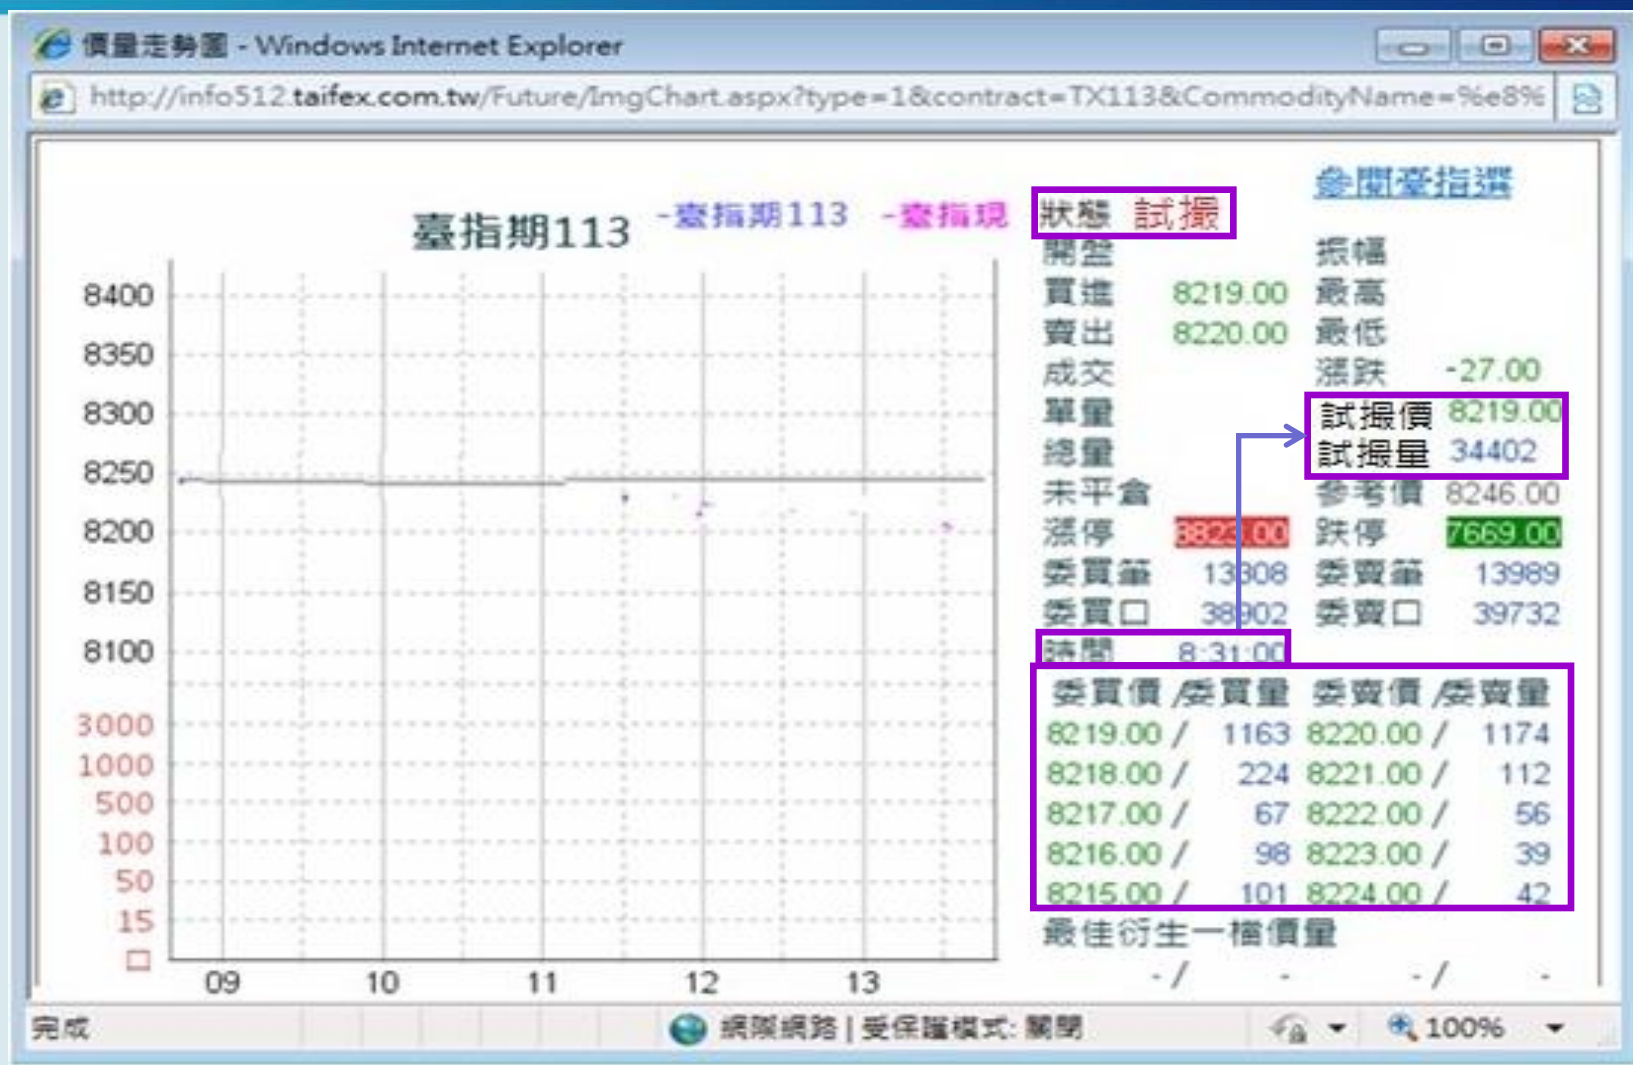 價量走勢圖 - Windows Internet Explorer
http://info512.taifex.com.tw/Future/ImgChart.aspx?type=1&contract=TX113&CommodityName=%e8%
參閱臺指選
臺指期113 -臺指期113 -臺指現 狀態 試撮
開盤 振幅
買進 8219.00 最高
賣出 8220.00 最低
成交 漲跌 -27.00
單量 試撮價 8219.00
總量 試撮量 34402
未平倉 參考價 8246.00
漲停 8823.00 跌停 7669.00
委買筆 13308 委賣筆 13989
委買口 38902 委賣口 39732
時間 8:31:00
委買價 /委買量 委賣價 /委賣量
8219.00 / 1163 8220.00 / 1174
8218.00 / 224 8221.00 / 112
8217.00 / 67 8222.00 / 56
8216.00 / 98 8223.00 / 39
8215.00 / 101 8224.00 / 42
最佳衍生一檔價量
- / - - / -
8400
8350
8300
8250
8200
8150
8100
3000
1000
500
100
50
15
口
09 10 11 12 13
完成 網際網路 | 受保護模式: 關閉 100%